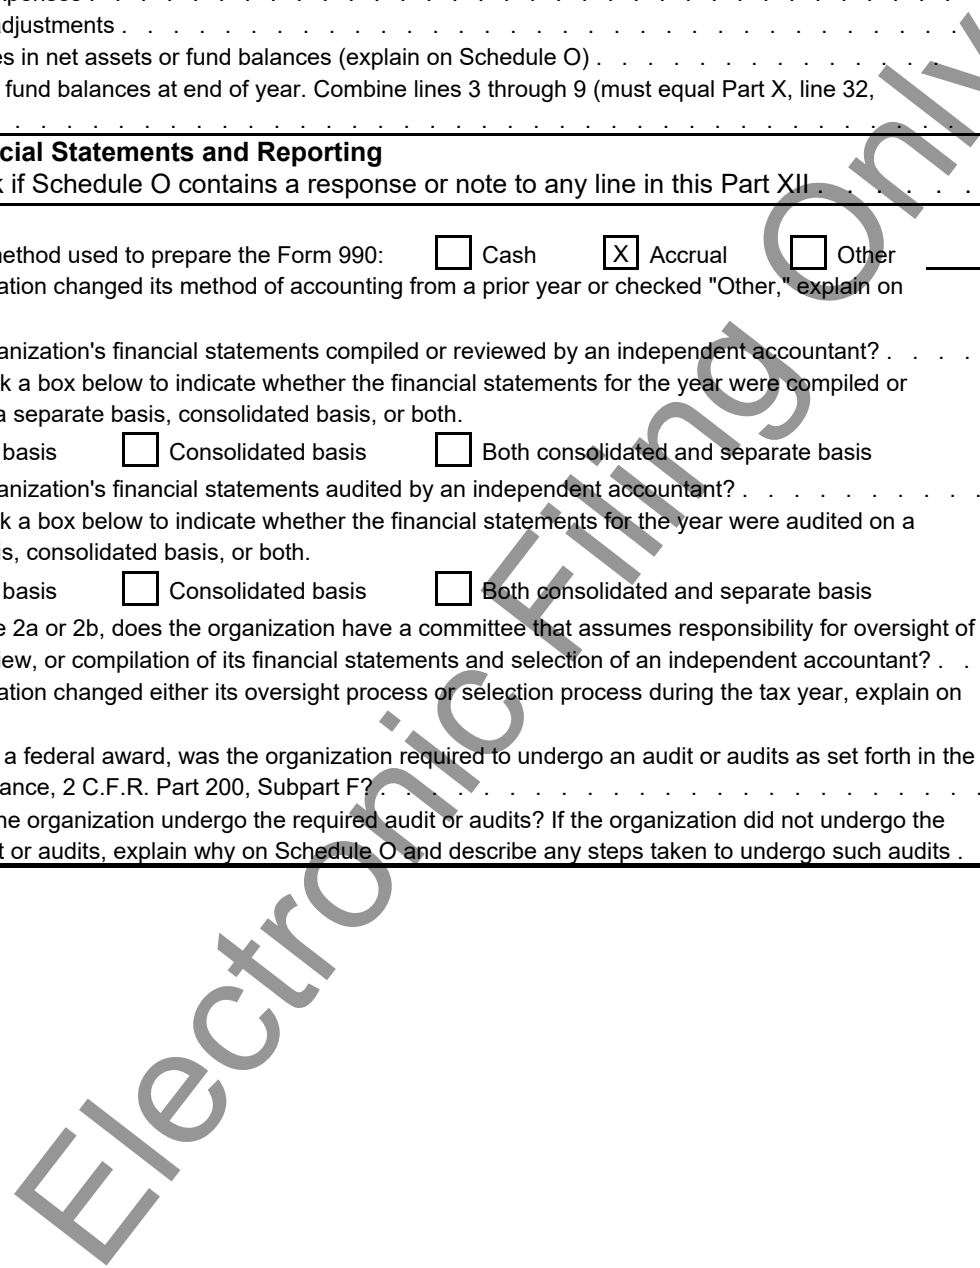 adjustments . . . . . . . . . . . . . . . . . . . . . . . . . . . . . . . . .
es in net assets or fund balances (explain on Schedule O) . . . . . . . . . . . . . .
fund balances at end of year. Combine lines 3 through 9 (must equal Part X, line 32,
. . . . . . . . . . . . . . . . . . . . . . . . . . . . . . . . . . . . .
cial Statements and Reporting
k if Schedule O contains a response or note to any line in this Part XII . . . . . .
method used to prepare the Form 990: Cash X Accrual Other
ation changed its method of accounting from a prior year or checked "Other," explain on
anization's financial statements compiled or reviewed by an independent accountant? . . . .
k a box below to indicate whether the financial statements for the year were compiled or
a separate basis, consolidated basis, or both.
basis Consolidated basis Both consolidated and separate basis
anization's financial statements audited by an independent accountant? . . . . . . . . . .
k a box below to indicate whether the financial statements for the year were audited on a
is, consolidated basis, or both.
basis Consolidated basis Both consolidated and separate basis
e 2a or 2b, does the organization have a committee that assumes responsibility for oversight of
iew, or compilation of its financial statements and selection of an independent accountant? . .
ation changed either its oversight process or selection process during the tax year, explain on
a federal award, was the organization required to undergo an audit or audits as set forth in the
ance, 2 C.F.R. Part 200, Subpart F? . . . . . . . . . . . . . . . . . . . . . . . .
he organization undergo the required audit or audits? If the organization did not undergo the
t or audits, explain why on Schedule O and describe any steps taken to undergo such audits .
Electronic Filing Only